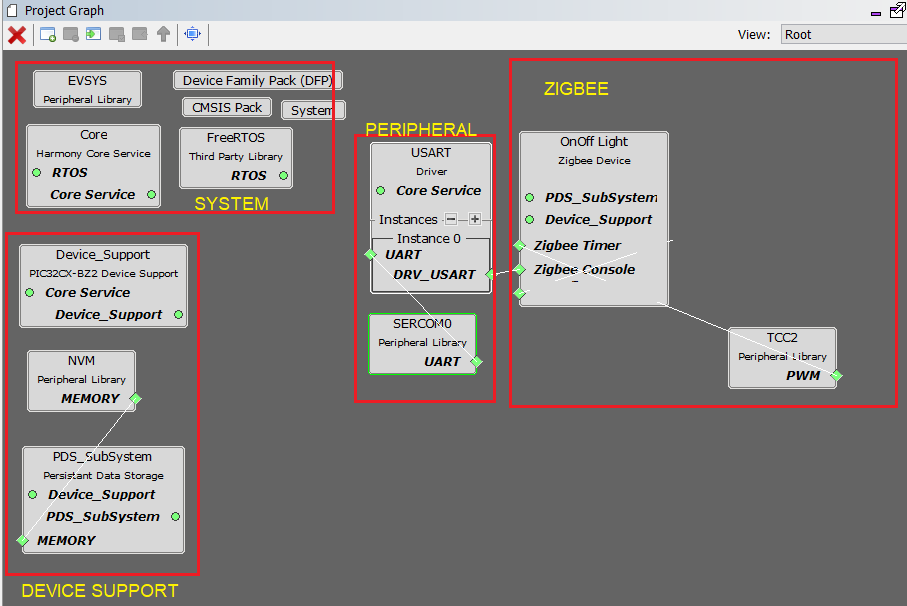 Project Graph
View:
Root
EVSYS
Peripheral Library
Device Family Pack (DFP)
CMSIS Pack
System
Core
Harmony Core Service
RTOS
Core Service
FreeRTOS
Third Party Library
RTOS
SYSTEM
Device_Support
PIC32CX-BZ2 Device Support
Core Service
Device_Support
NVM
Peripheral Library
MEMORY
PDS_SubSystem
Persistant Data Storage
Device_Support
PDS_SubSystem
MEMORY
DEVICE SUPPORT
PERIPHERAL
USART
Driver
Core Service
Instances
Instance 0
UART
DRV_USART
SERCOM0
Peripheral Library
UART
ZIGBEE
OnOff Light
Zigbee Device
PDS_SubSystem
Device_Support
Zigbee Timer
Zigbee_Console
TCC2
Peripheral Library
PWM